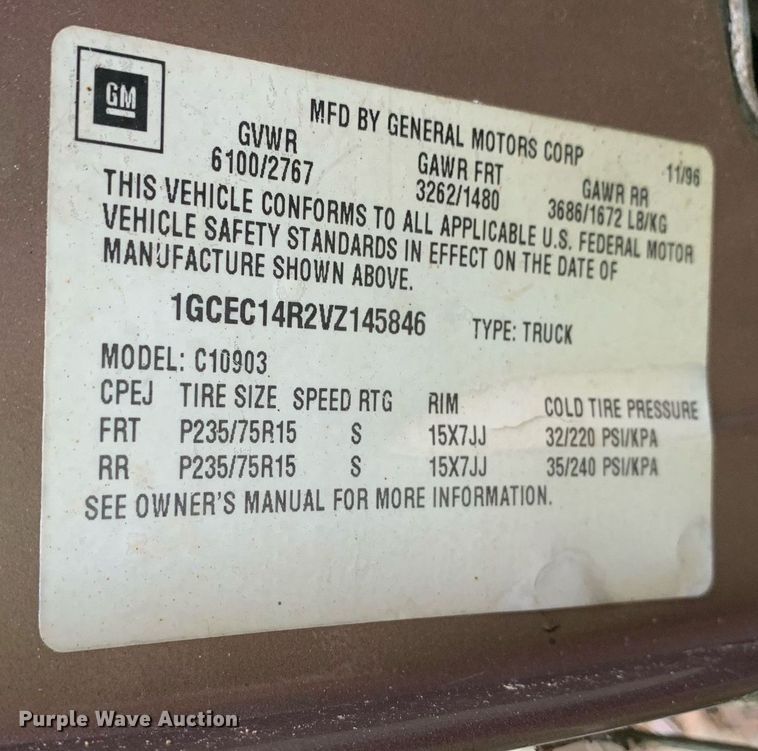 GM
MFD BY GENERAL MOTORS CORP 11/96
GVWR GAWR FRT GAWR RR
6100/2767 3262/1480 3686/1672 LB/KG
THIS VEHICLE CONFORMS TO ALL APPLICABLE U.S. FEDERAL MOTOR
VEHICLE SAFETY STANDARDS IN EFFECT ON THE DATE OF
MANUFACTURE SHOWN ABOVE.
1GCEC14R2VZ145846 TYPE: TRUCK
MODEL: C10903
CPEJ TIRE SIZE SPEED RTG RIM COLD TIRE PRESSURE
FRT P235/75R15 S 15X7JJ 32/220 PSI/KPA
RR P235/75R15 S 15X7JJ 35/240 PSI/KPA
SEE OWNER'S MANUAL FOR MORE INFORMATION.
Purple Wave Auction